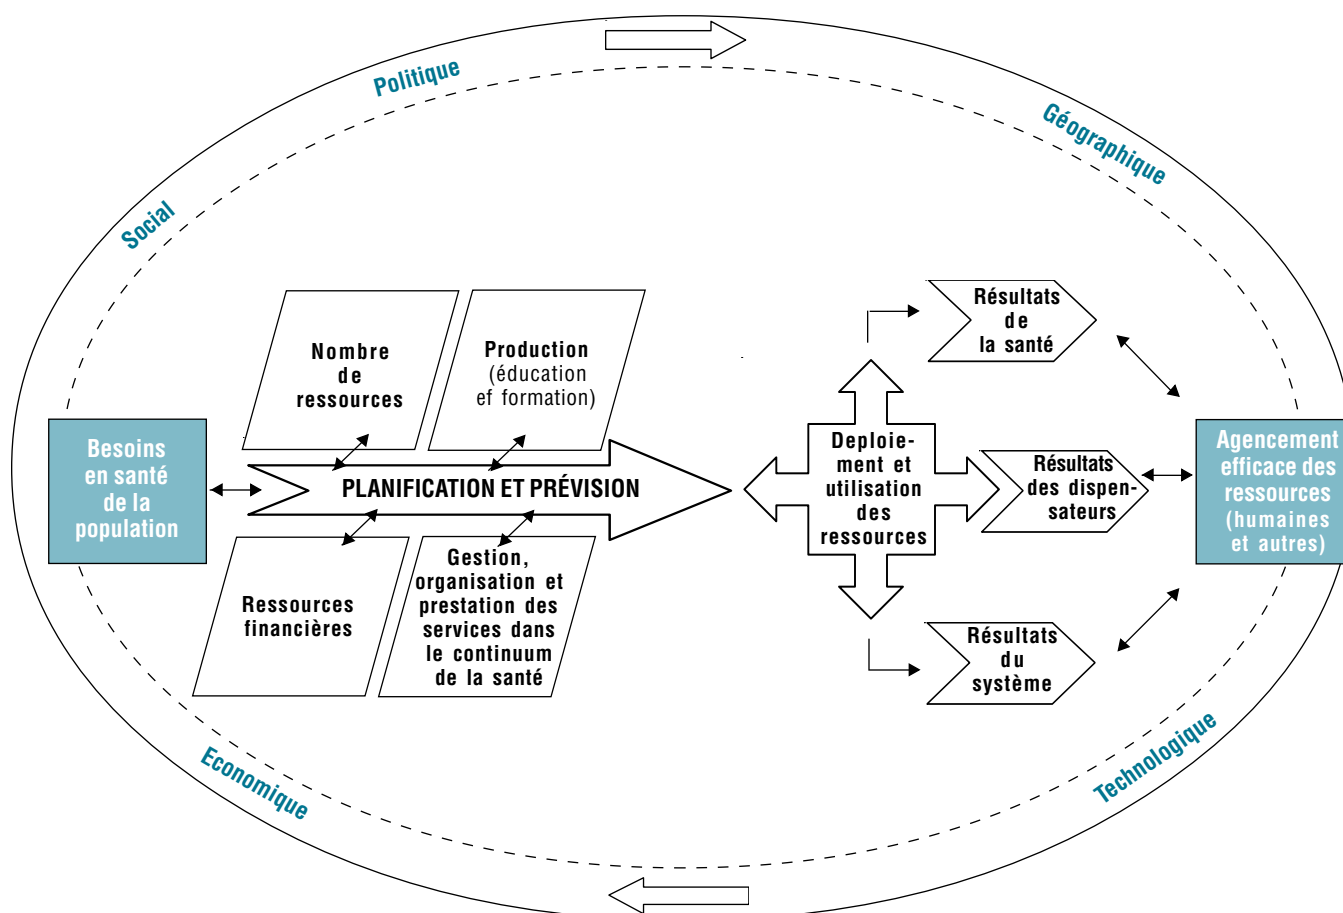 Politique
Géographique
Social
Nombre
de
ressources
Production
(éducation
ef formation)
Résultats
de
la santé
Besoins
en santé
de la
population
PLANIFICATION ET PRÉVISION
Deploie-
ment et
utilisation
des
ressources
Résultats
des dispen-
sateurs
Agencement
efficace des
ressources
(humaines
et autres)
Ressources
financières
Gestion,
organisation et
prestation des
services dans
le continuum
de la santé
Résultats
du
système
Economique
Technologique